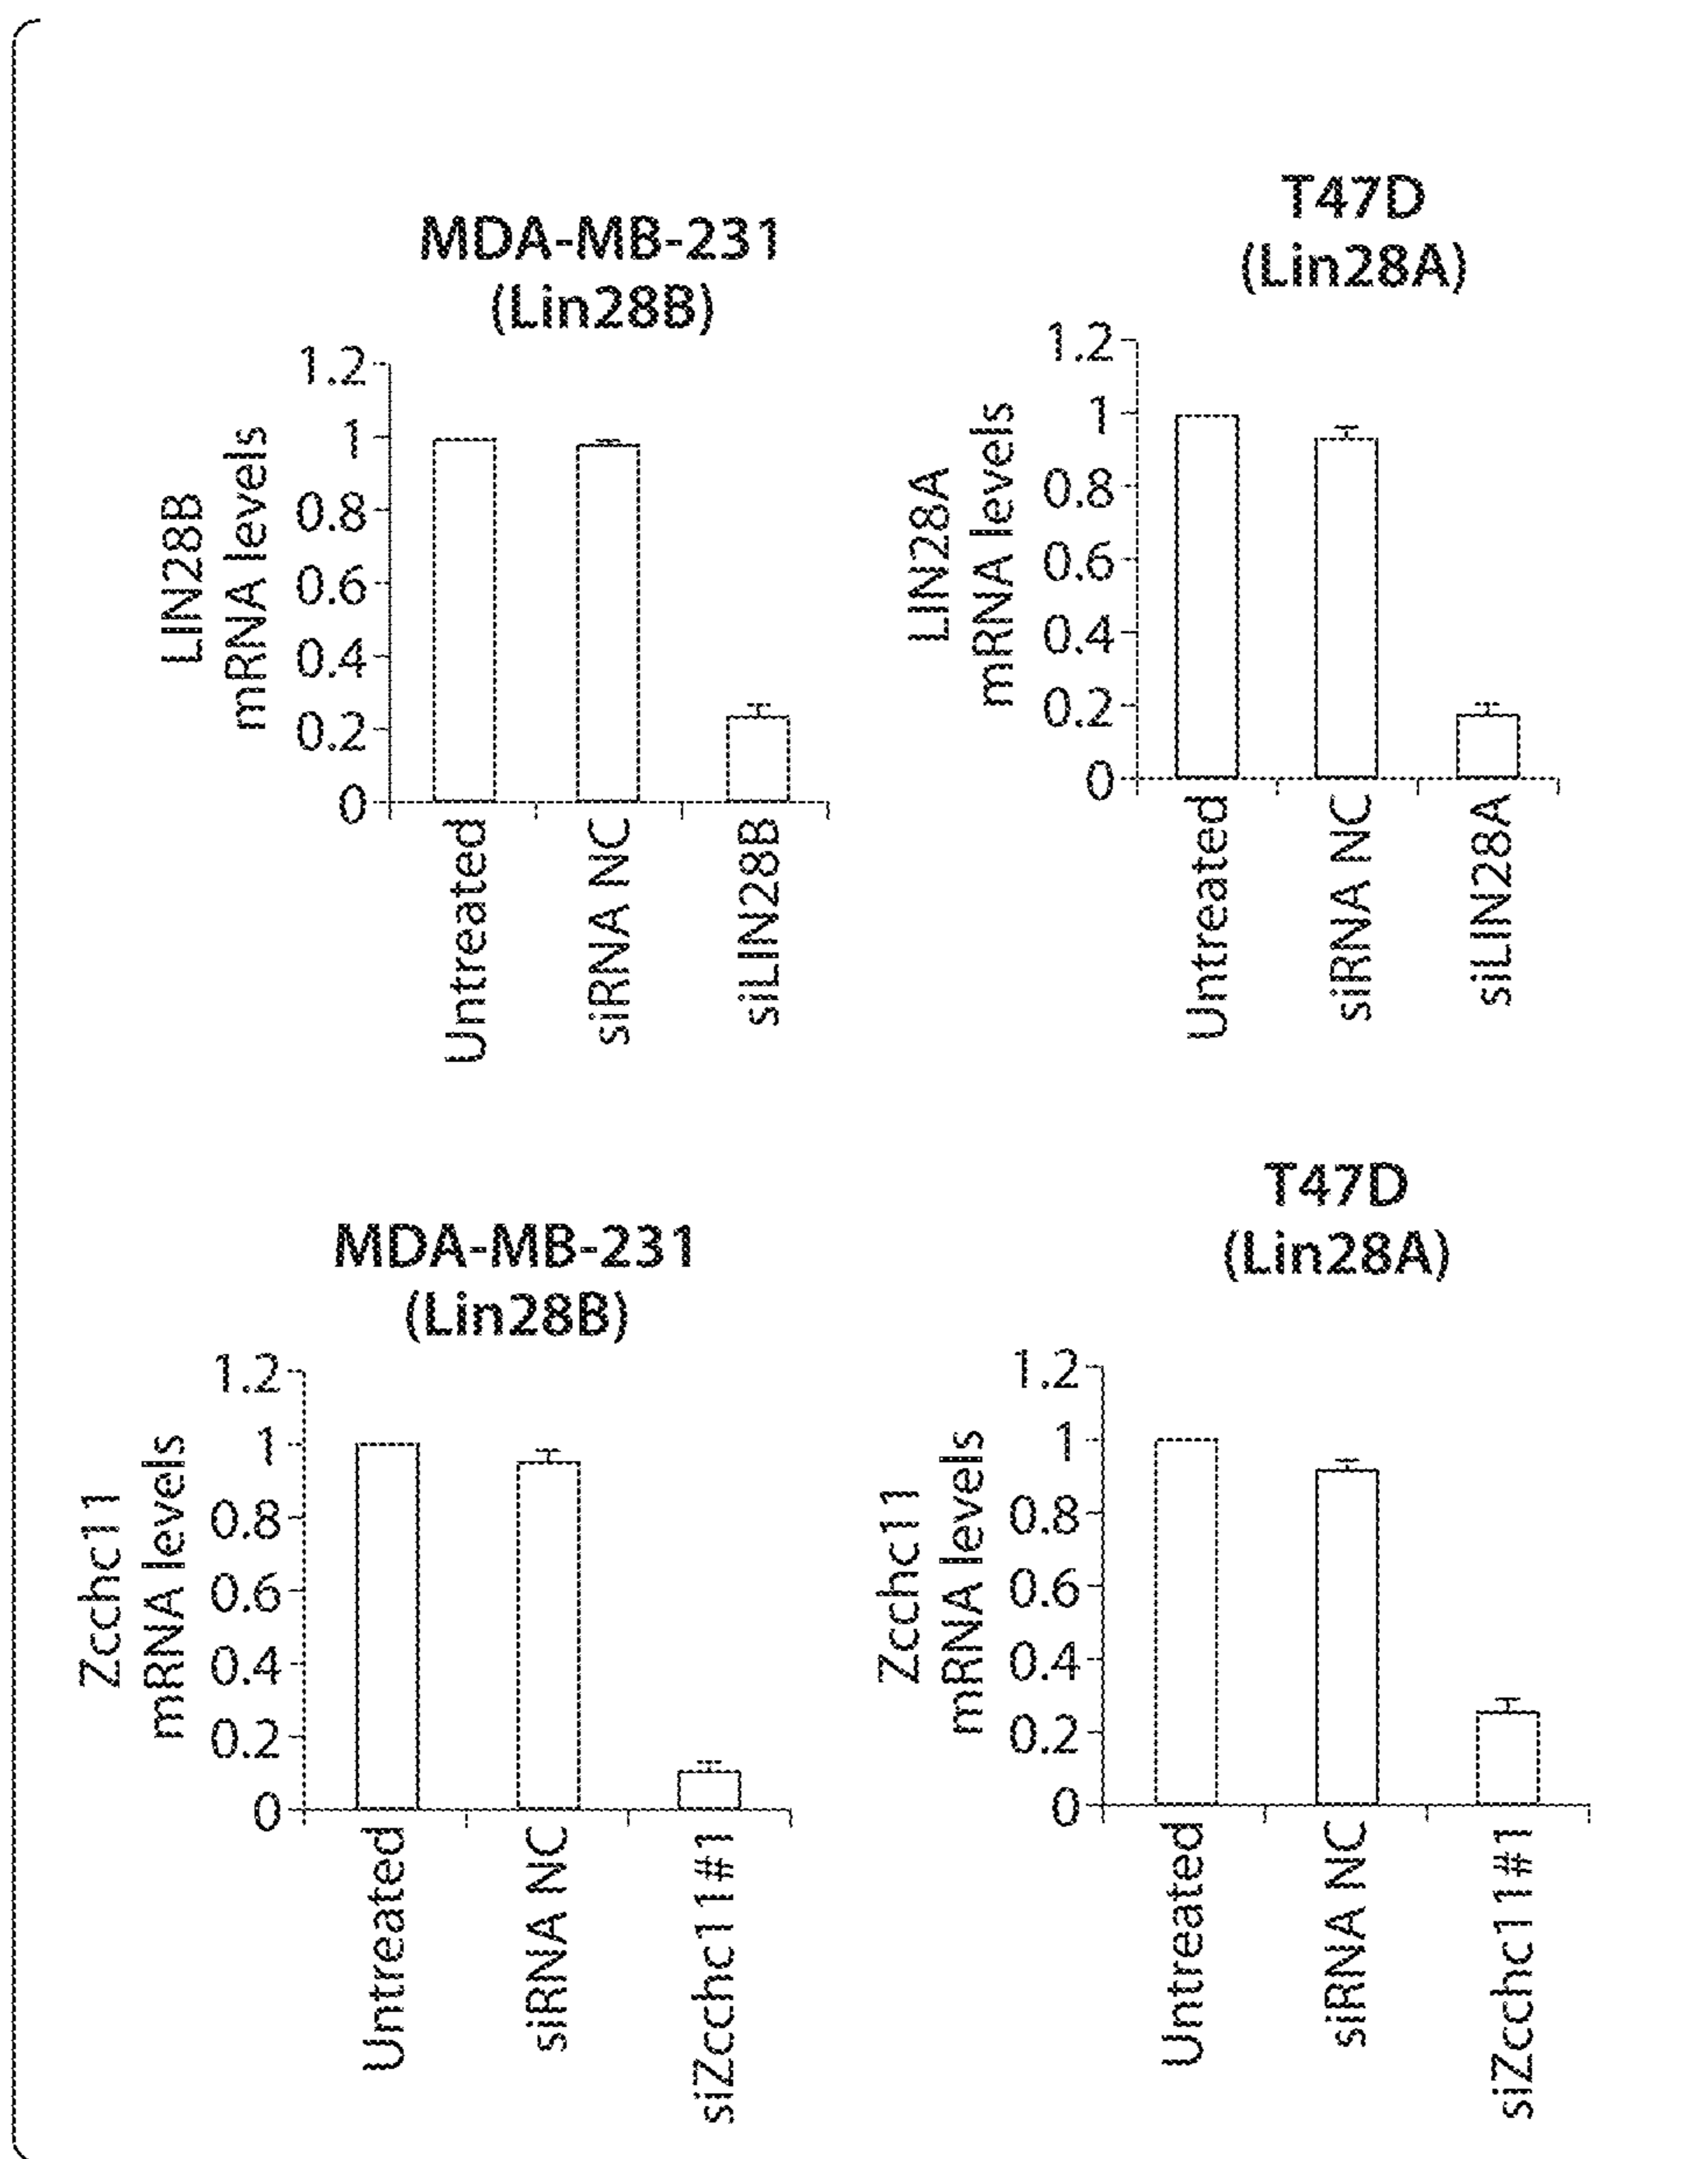 MDA-MB-231
(Lin28B)
LIN28B
mRNA levels
1.2
1
0.8
0.6
0.4
0.2
0
Untreated
siRNA NC
siLIN28B
T47D
(Lin28A)
LIN28A
mRNA levels
1.2
1
0.8
0.6
0.4
0.2
0
Untreated
siRNA NC
siLIN28A
MDA-MB-231
(Lin28B)
Zcchc11
mRNA levels
1.2
1
0.8
0.6
0.4
0.2
0
Untreated
siRNA NC
siZcchc11#1
T47D
(Lin28A)
Zcchc11
mRNA levels
1.2
1
0.8
0.6
0.4
0.2
0
Untreated
siRNA NC
siZcchc11#1